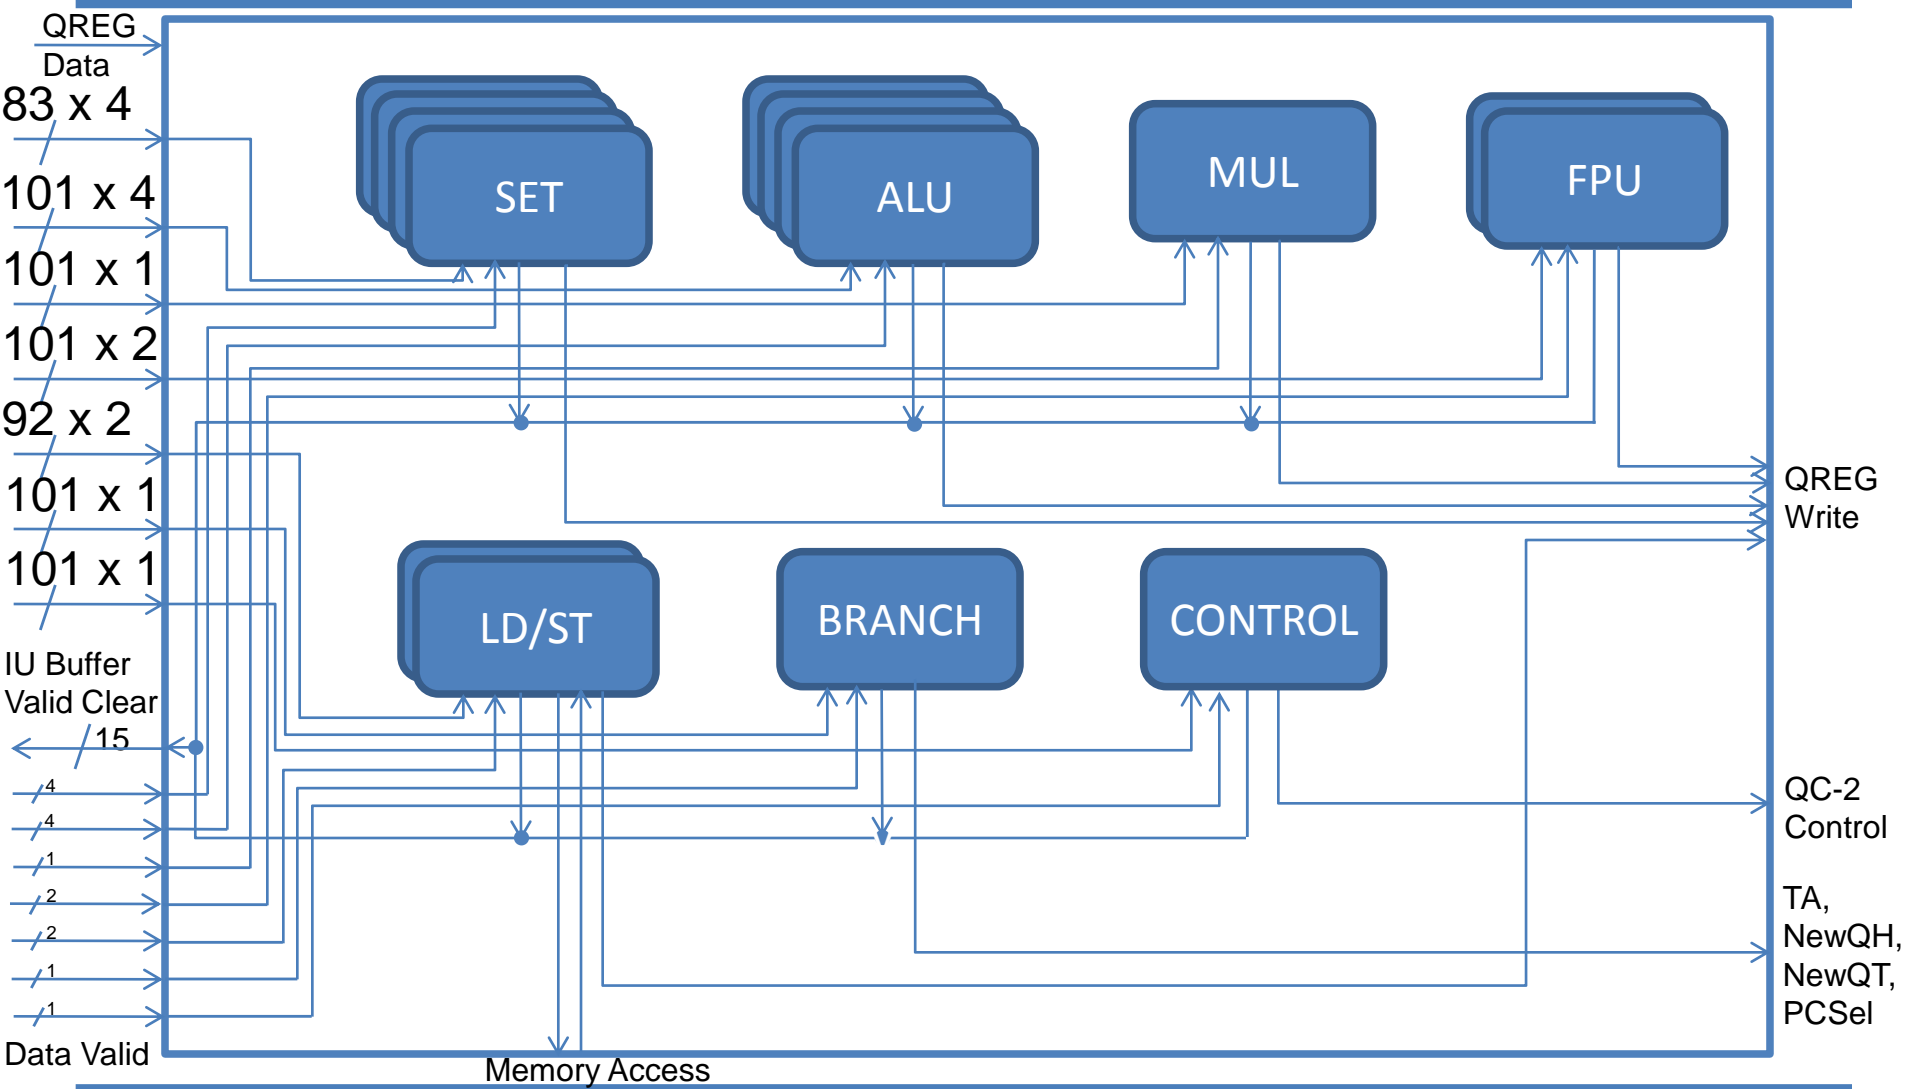 QREG
Data
83 x 4
101 x 4
101 x 1
101 x 2
92 x 2
101 x 1
101 x 1
IU Buffer
Valid Clear
15
4
4
1
2
2
1
1
Data Valid
SET
ALU
MUL
FPU
LD/ST
BRANCH
CONTROL
Memory Access
QREG
Write
QC-2
Control
TA,
NewQH,
NewQT,
PCSel